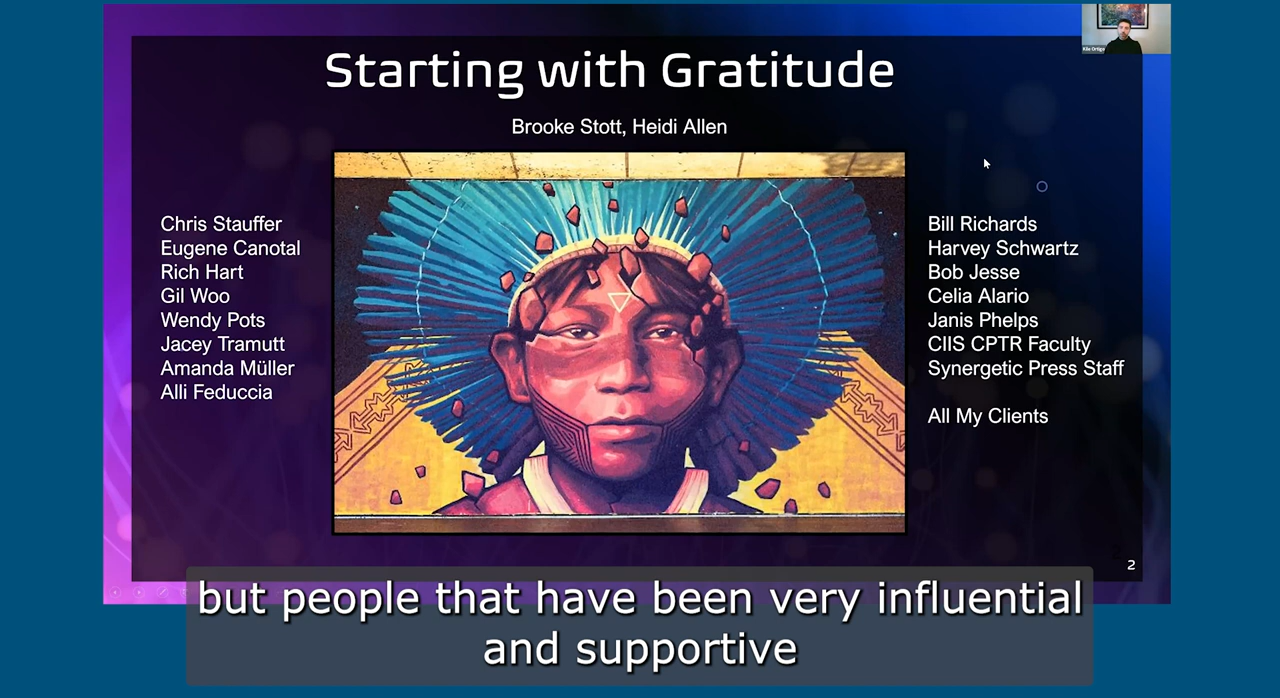 Starting with Gratitude
Brooke Stott, Heidi Allen
Chris Stauffer
Eugene Canotal
Rich Hart
Gil Woo
Wendy Pots
Jacey Tramutt
Amanda Müller
Alli Feduccia
Bill Richards
Harvey Schwartz
Bob Jesse
Celia Alario
Janis Phelps
CIIS CPTR Faculty
Synergetic Press Staff
All My Clients
2
but people that have been very influential
and supportive